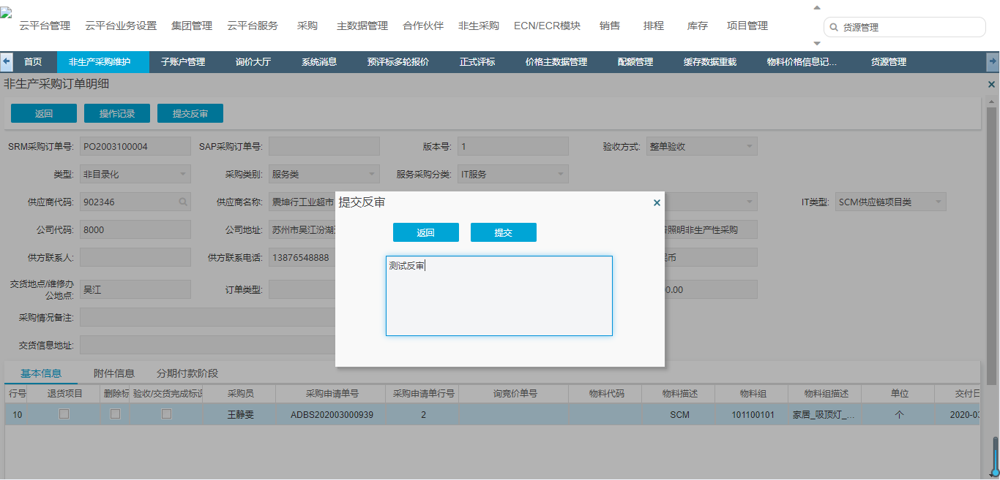 云平台管理 云平台业务设置 集团管理 云平台服务 采购 主数据管理 合作伙伴 非生采购 ECN/ECR模块 销售 排程 库存 项目管理 货源管理
首页 非生产采购维护 子账户管理 询价大厅 系统消息 预评标多轮报价 正式评标 价格主数据管理 配额管理 缓存数据重载 物料价格信息记... 货源管理
非生产采购订单明细
返回 操作记录 提交反审
SRM采购订单号: PO2003100004 SAP采购订单号: 版本号: 1 验收方式: 整单验收
类型: 非目录化 采购类别: 服务类 服务采购分类: IT服务
供应商代码: 902346 供应商名称: 震坤行工业超市 IT类型: SCM供应链项目类
公司代码: 8000 公司地址: 苏州市吴江汾湖 照明非生产性采购
供方联系人: 供方联系电话: 13876548888 币
交货地点/维修办
公地点: 吴江 订单类型: 0.00
采购情况备注:
交货信息地址:
提交反审
返回 提交
测试反审
基本信息 附件信息 分期付款阶段
行号 退货项目 删除标 验收/交货完成标识 采购员 采购申请单号 采购申请单行号 询竞价单号 物料代码 物料描述 物料组 物料组描述 单位 交付日
10 王静雯 ADBS202003000939 2 SCM 101100101 家居_吸顶灯_... 个 2020-03